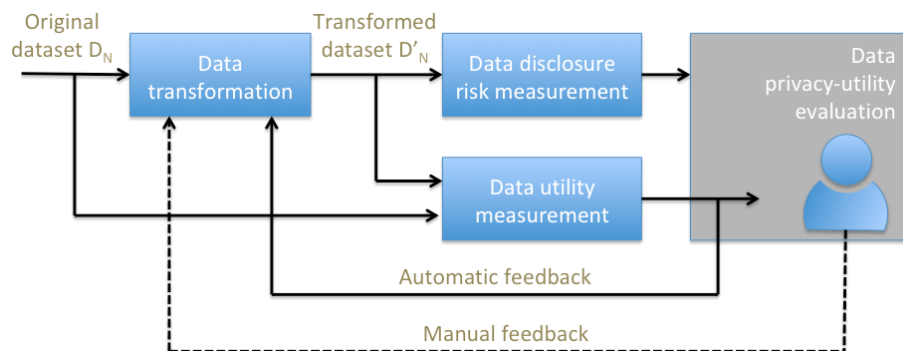 Original
dataset D_N
Data
transformation
Transformed
dataset D’_N
Data disclosure
risk measurement
Data
privacy-utility
evaluation
Data utility
measurement
Automatic feedback
Manual feedback